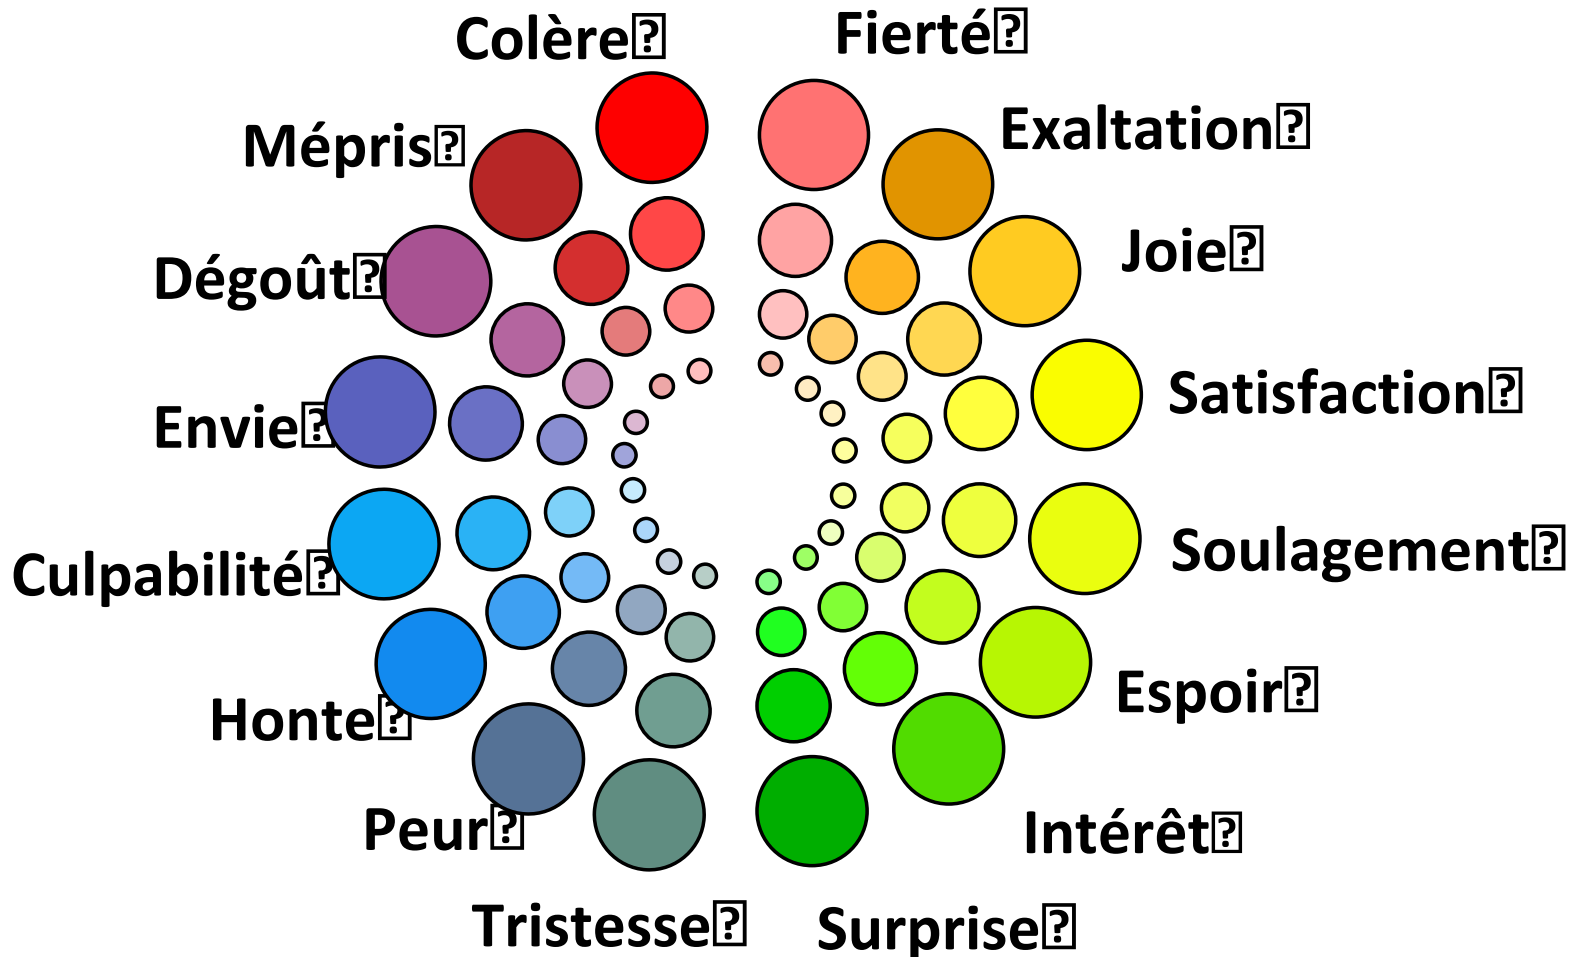 Colère
Fierté
Mépris
Exaltation
Dégoût
Joie
Envie
Satisfaction
Culpabilité
Soulagement
Honte
Espoir
Peur
Intérêt
Tristesse
Surprise